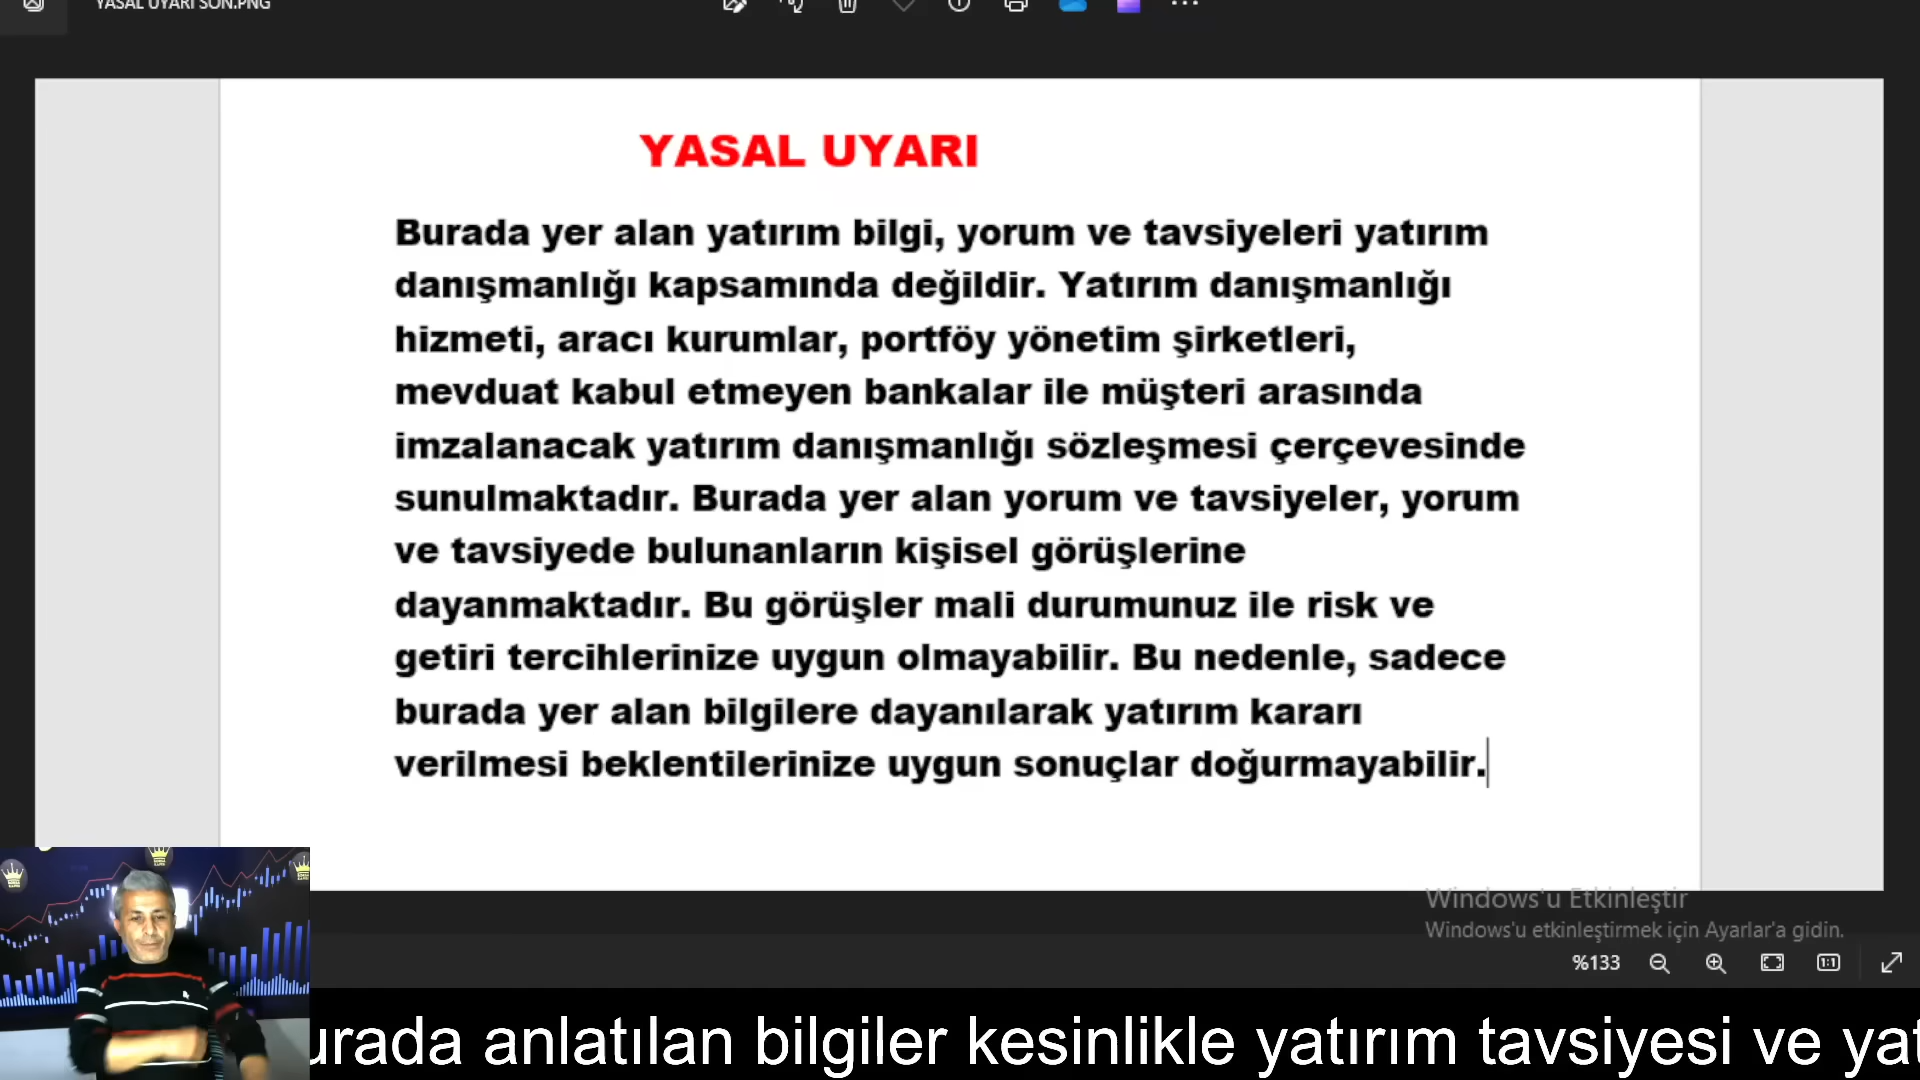 YASAL UYARI SON.PNG
YASAL UYARI
Burada yer alan yatırım bilgi, yorum ve tavsiyeleri yatırım
danışmanlığı kapsamında değildir. Yatırım danışmanlığı
hizmeti, aracı kurumlar, portföy yönetim şirketleri,
mevduat kabul etmeyen bankalar ile müşteri arasında
imzalanacak yatırım danışmanlığı sözleşmesi çerçevesinde
sunulmaktadır. Burada yer alan yorum ve tavsiyeler, yorum
ve tavsiyede bulunanların kişisel görüşlerine
dayanmaktadır. Bu görüşler mali durumunuz ile risk ve
getiri tercihlerinize uygun olmayabilir. Bu nedenle, sadece
burada yer alan bilgilere dayanılarak yatırım kararı
verilmesi beklentilerinize uygun sonuçlar doğurmayabilir.
Windows'u Etkinleştir
Windows'u etkinleştirmek için Ayarlar'a gidin.
%133
1:1
urada anlatılan bilgiler kesinlikle yatırım tavsiyesi ve yat